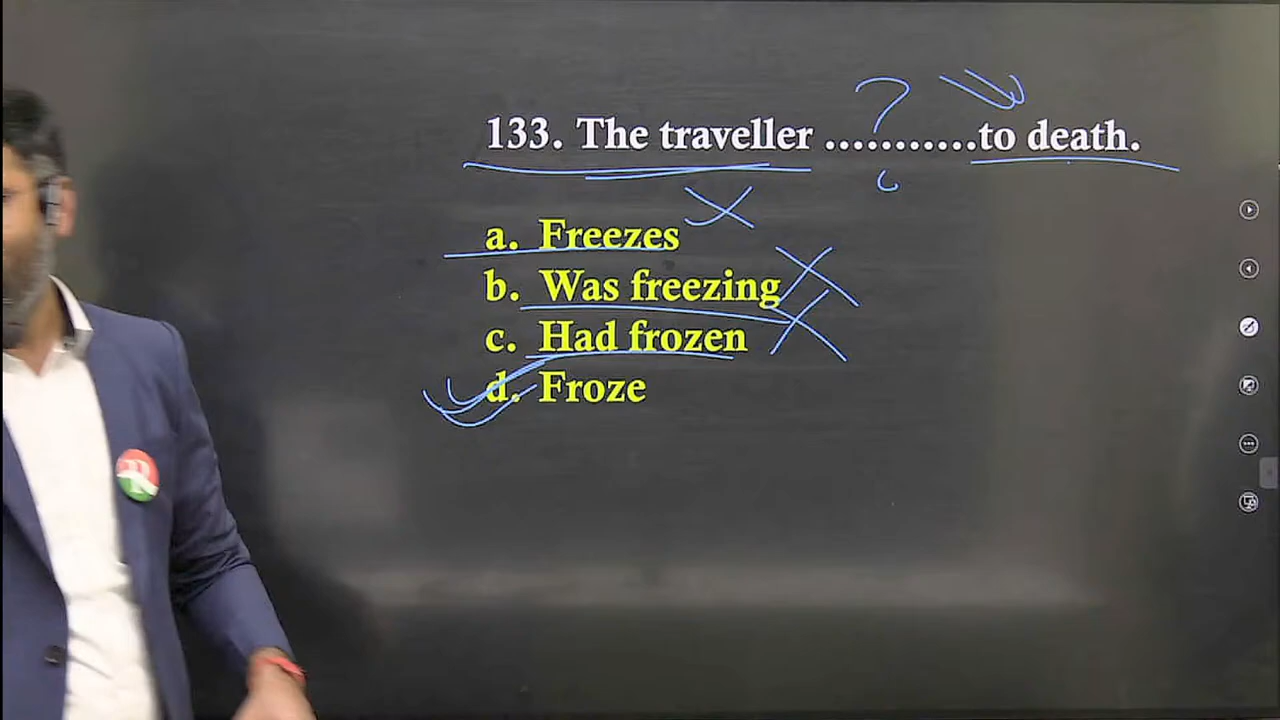 133. The traveller ............to death.
?
a. Freezes
b. Was freezing
c. Had frozen
d. Froze
R